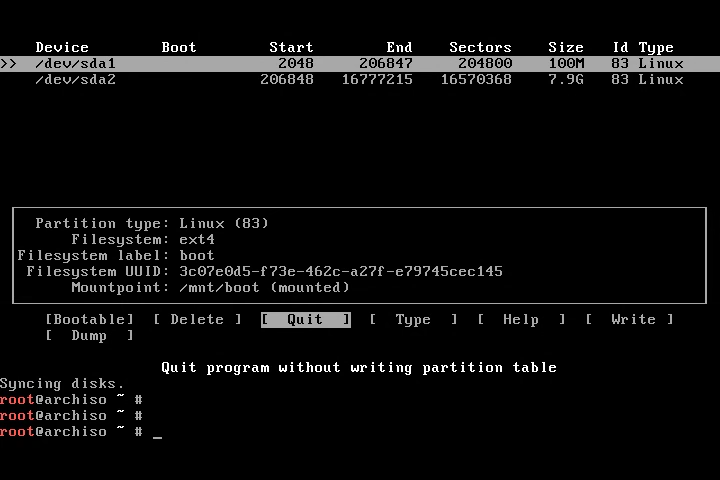 Device Boot Start End Sectors Size Id Type
>> /dev/sda1 2048 206847 204800 100M 83 Linux
/dev/sda2 206848 16777215 16570368 7.9G 83 Linux
Partition type: Linux (83)
Filesystem: ext4
Filesystem label: boot
Filesystem UUID: 3c07e0d5-f73e-462c-a27f-e79745cec145
Mountpoint: /mnt/boot (mounted)
[Bootable] [ Delete ] [ Quit ] [ Type ] [ Help ] [ Write ]
[ Dump ]
Quit program without writing partition table
Syncing disks.
root@archiso ~ #
root@archiso ~ #
root@archiso ~ # _